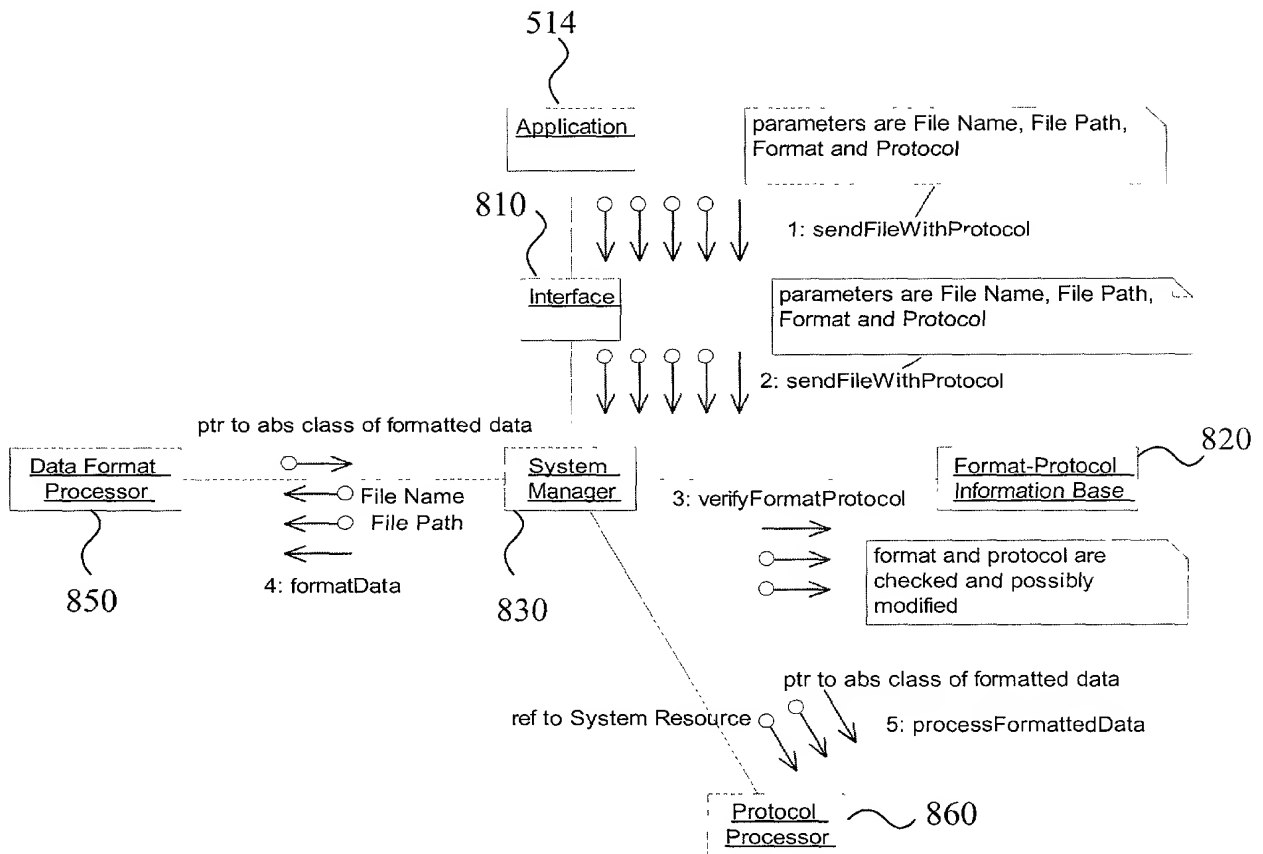 514
Application
parameters are File Name, File Path,
Format and Protocol
810
1: sendFileWithProtocol
Interface
parameters are File Name, File Path,
Format and Protocol
2: sendFileWithProtocol
ptr to abs class of formatted data
820
Data Format
Processor
File Name
File Path
System
Manager
3: verifyFormatProtocol
Format-Protocol
Information Base
4: formatData
850
830
format and protocol are
checked and possibly
modified
ptr to abs class of formatted data
ref to System Resource
5: processFormattedData
Protocol
Processor
860